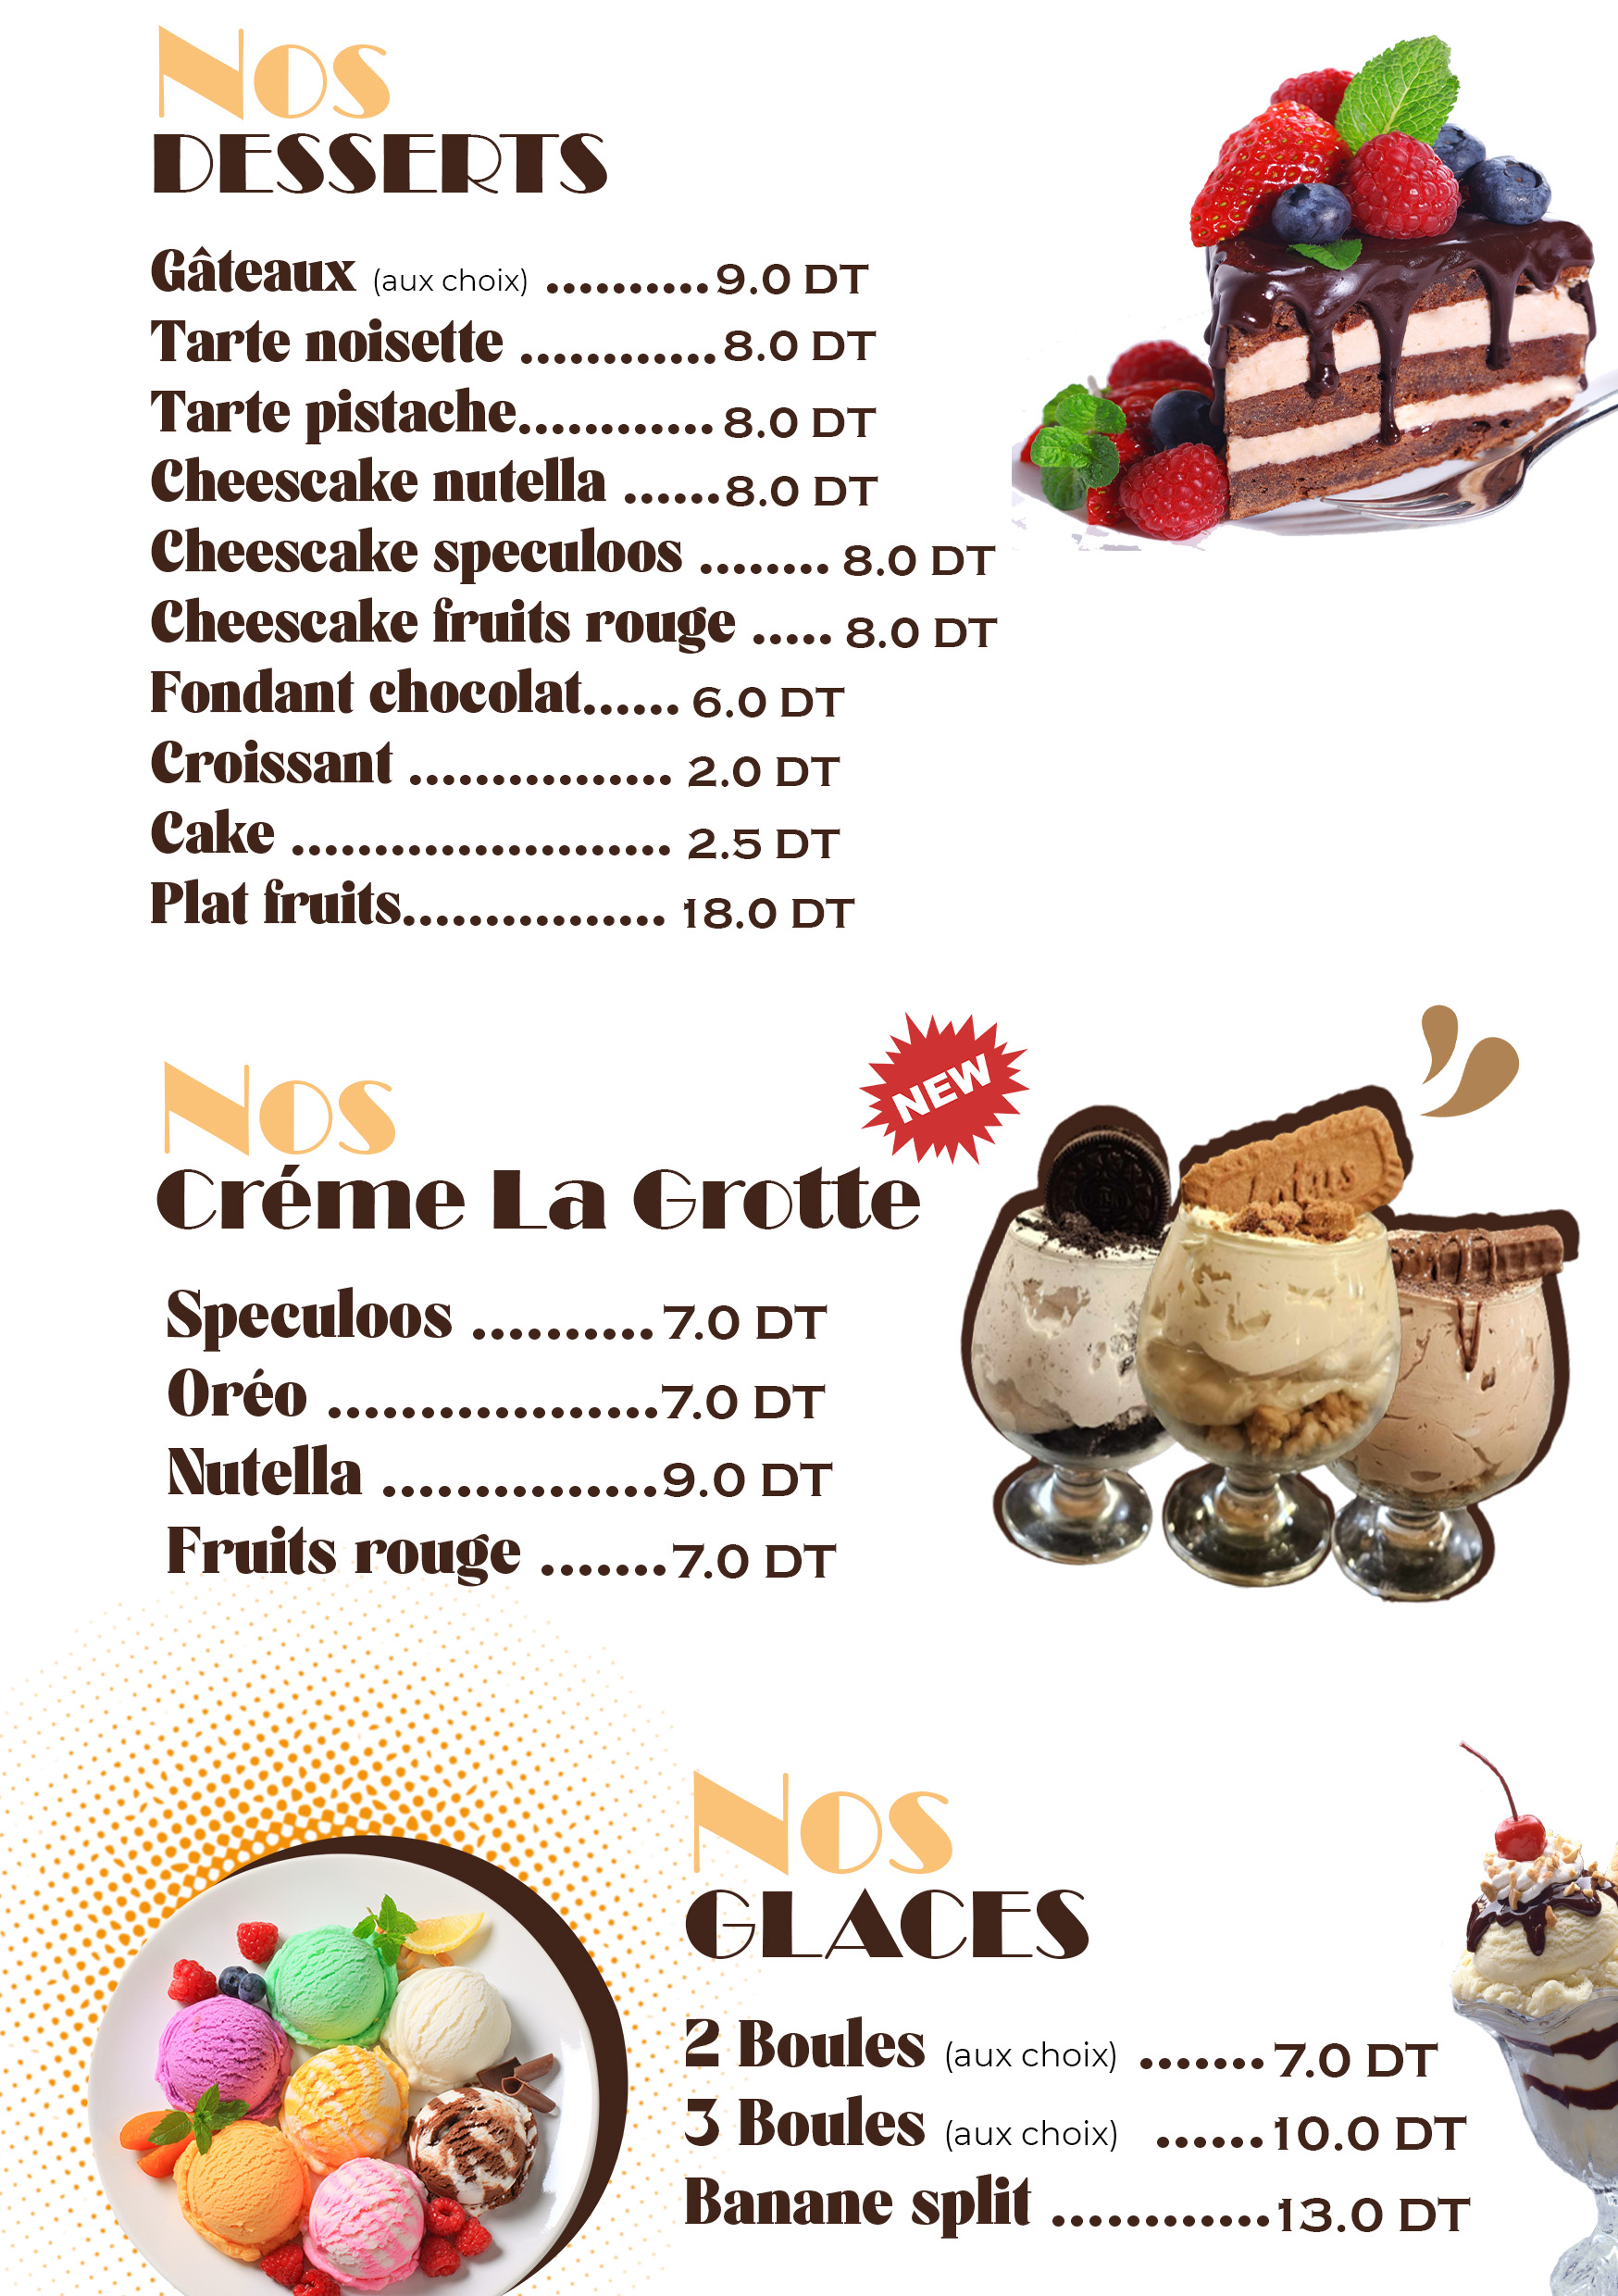 Nos
DESSERTS
Gâteaux (aux choix) ..........9.0 DT
Tarte noisette ............8.0 DT
Tarte pistache............ 8.0 DT
Cheescake nutella ......8.0 DT
Cheescake speculoos ........ 8.0 DT
Cheescake fruits rouge ..... 8.0 DT
Fondant chocolat...... 6.0 DT
Croissant ................ 2.0 DT
Cake ....................... 2.5 DT
Plat fruits................ 18.0 DT
NEW
Nos
Créme La Grotte
Speculoos ..........7.0 DT
Oréo ..................7.0 DT
Nutella ...............9.0 DT
Fruits rouge .......7.0 DT
Nos
GLACES
2 Boules (aux choix) .......7.0 DT
3 Boules (aux choix) ......10.0 DT
Banane split ............13.0 DT